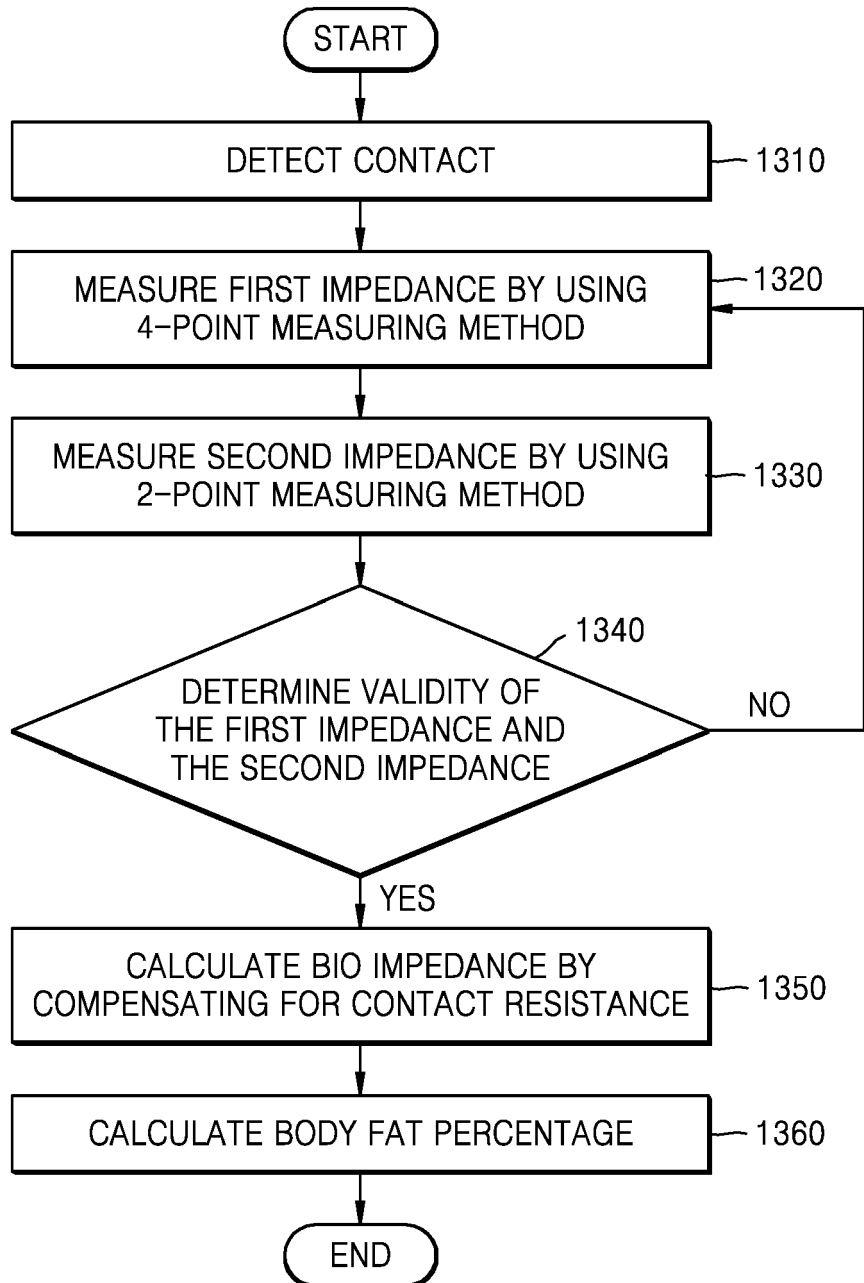 START
DETECT CONTACT
1310
MEASURE FIRST IMPEDANCE BY USING
4-POINT MEASURING METHOD
1320
MEASURE SECOND IMPEDANCE BY USING
2-POINT MEASURING METHOD
1330
1340
DETERMINE VALIDITY OF
THE FIRST IMPEDANCE AND
THE SECOND IMPEDANCE
NO
YES
CALCULATE BIO IMPEDANCE BY
COMPENSATING FOR CONTACT RESISTANCE
1350
CALCULATE BODY FAT PERCENTAGE
1360
END